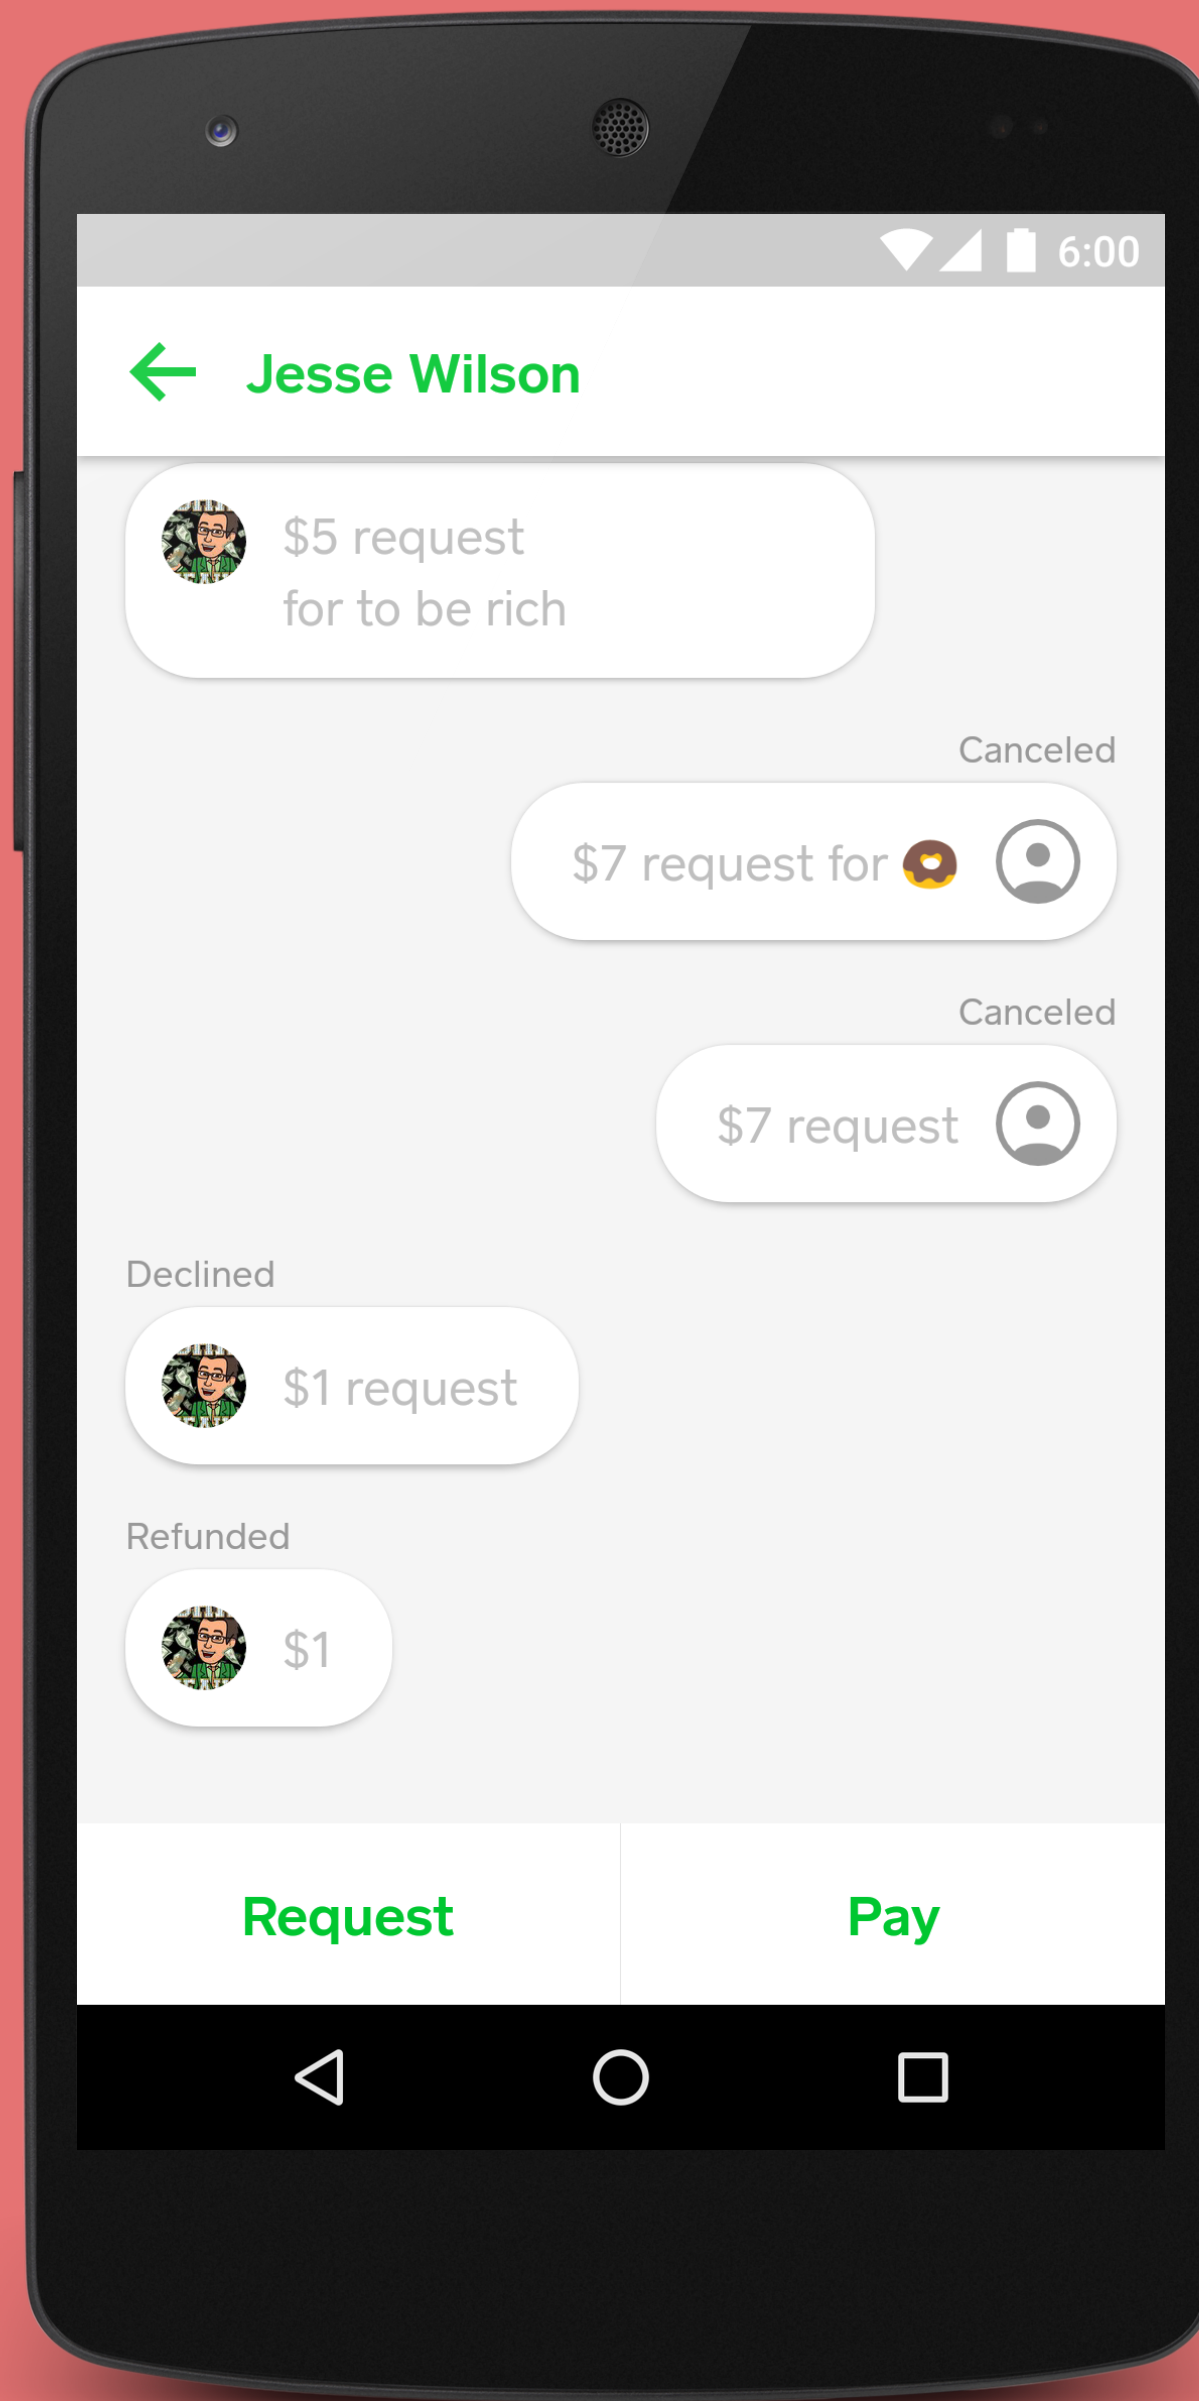 6:00
Jesse Wilson
$5 request
for to be rich
Canceled
$7 request for 🍩
Canceled
$7 request
Declined
$1 request
Refunded
$1
Request
Pay